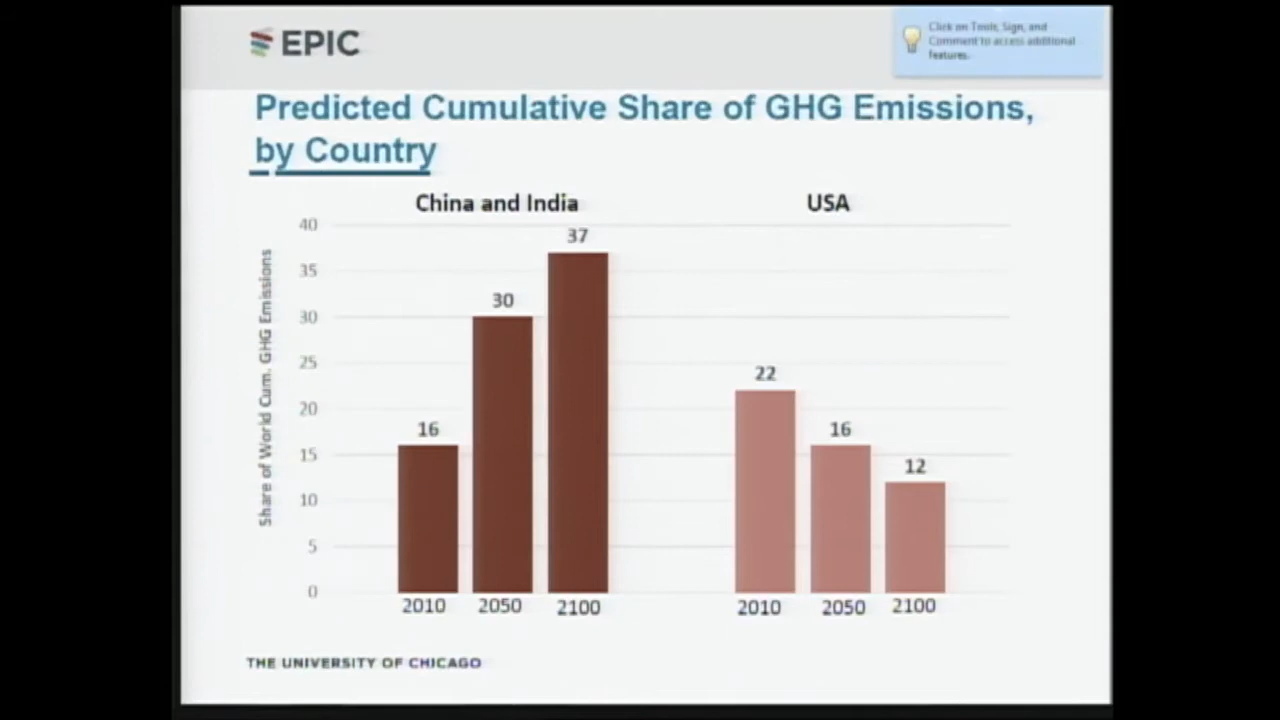 EPIC
Click on Tools, Sign, and
Comment to access additional
features.
Predicted Cumulative Share of GHG Emissions,
by Country
China and India
USA
Share of World Cum. GHG Emissions
40
35
30
25
20
15
10
5
0
16
30
37
22
16
12
2010 2050 2100
2010 2050 2100
THE UNIVERSITY OF CHICAGO